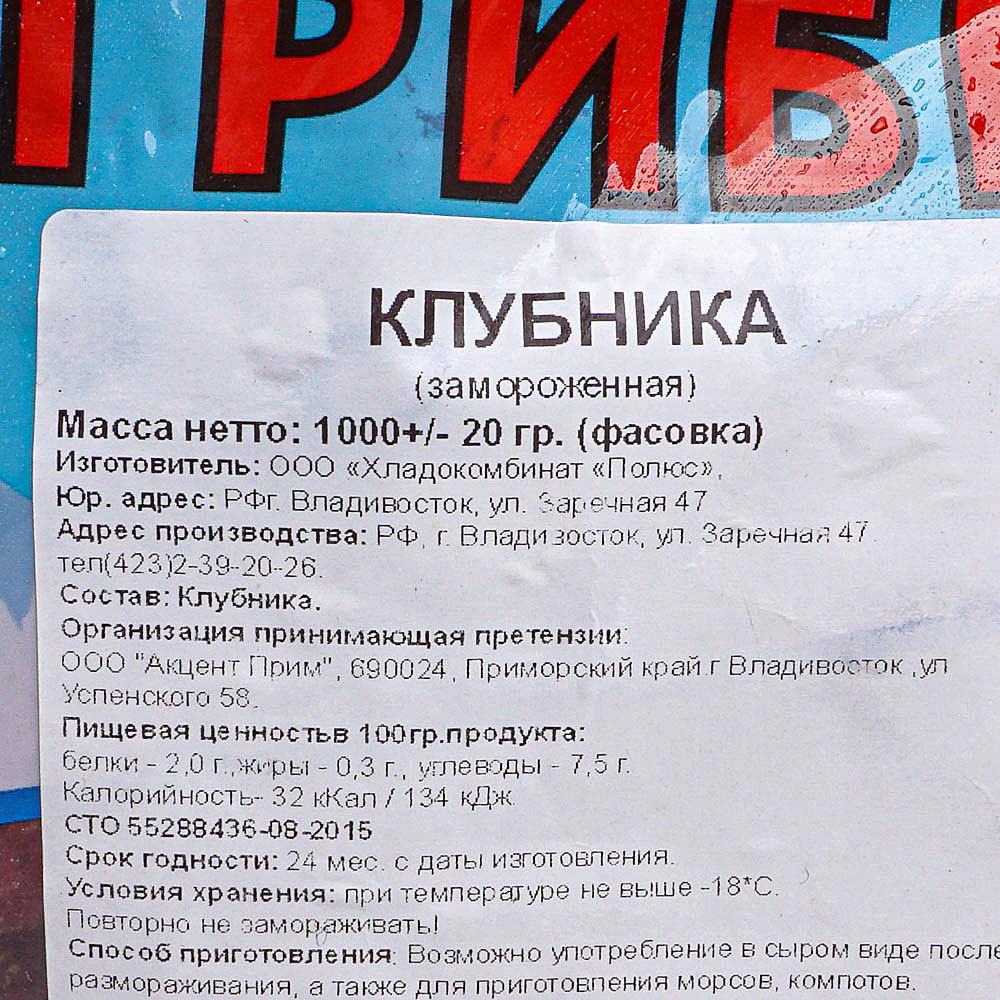 ГРИБ
КЛУБНИКА
(замороженная)
Масса нетто: 1000+/- 20 гр. (фасовка)
Изготовитель: ООО «Хладокомбинат «Полюс»,
Юр. адрес: РФг. Владивосток, ул. Заречная 47
Адрес производства: РФ, г. Владивосток, ул. Заречная 47.
тел(423)2-39-20-26.
Состав: Клубника.
Организация принимающая претензии:
ООО "Акцент Прим", 690024, Приморский край.г Владивосток ,ул
Успенского 58.
Пищевая ценностьв 100гр.продукта:
белки - 2,0 г.,жиры - 0,3 г., углеводы - 7,5 г.
Калорийность- 32 кКал / 134 кДж
СТО 55288436-08-2015
Срок годности: 24 мес. с даты изготовления.
Условия хранения: при температуре не выше -18*С.
Повторно не замораживать!
Способ приготовления: Возможно употребление в сыром виде после
размораживания, а также для приготовления морсов, компотов.